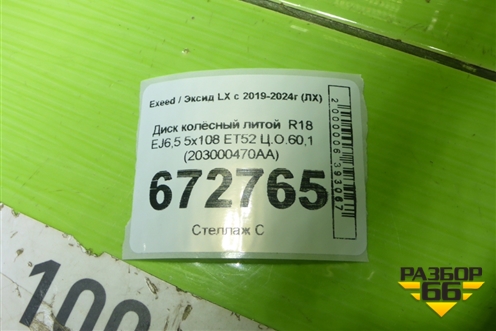 Exeed / Эксид LX с 2019-2024г (ЛХ)
Диск колёсный литой R18
EJ6,5 5x108 ET52 Ц.О.60,1
(203000470AA)
672765
Стеллаж С
2000006393067
100
РАЗБОР
66